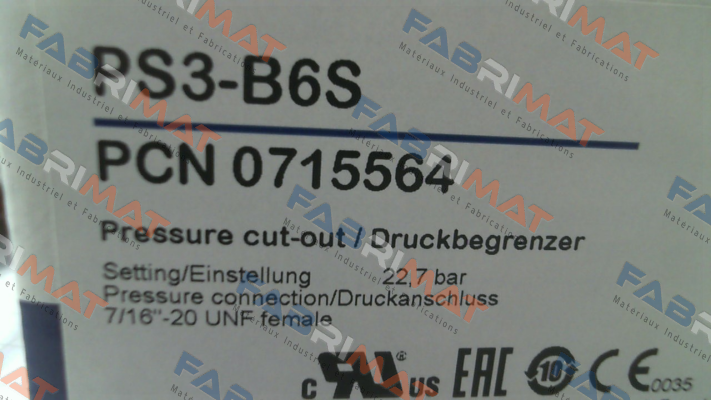 PS3-B6S
PCN 0715564
Pressure cut-out / Druckbegrenzer
Setting/Einstellung 22,7 bar
Pressure connection/Druckanschluss
7/16"-20 UNF female
c RU ® us EAC 10 CE 0035
FABRIMAT
Materiaux Industriel et Fabrications